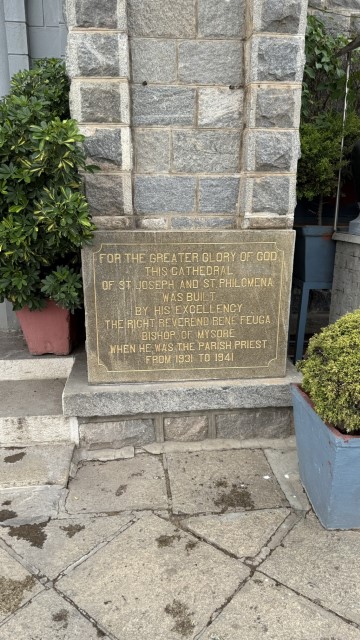 FOR THE GREATER GLORY OF GOD
THIS CATHEDRAL
OF ST. JOSEPH AND ST. PHILOMENA
WAS BUILT
BY HIS EXCELLENCY
THE RIGHT. REVEREND RENE FEUGA
BISHOP OF MYSORE
WHEN HE WAS THE PARISH PRIEST
FROM 1931 TO 1941